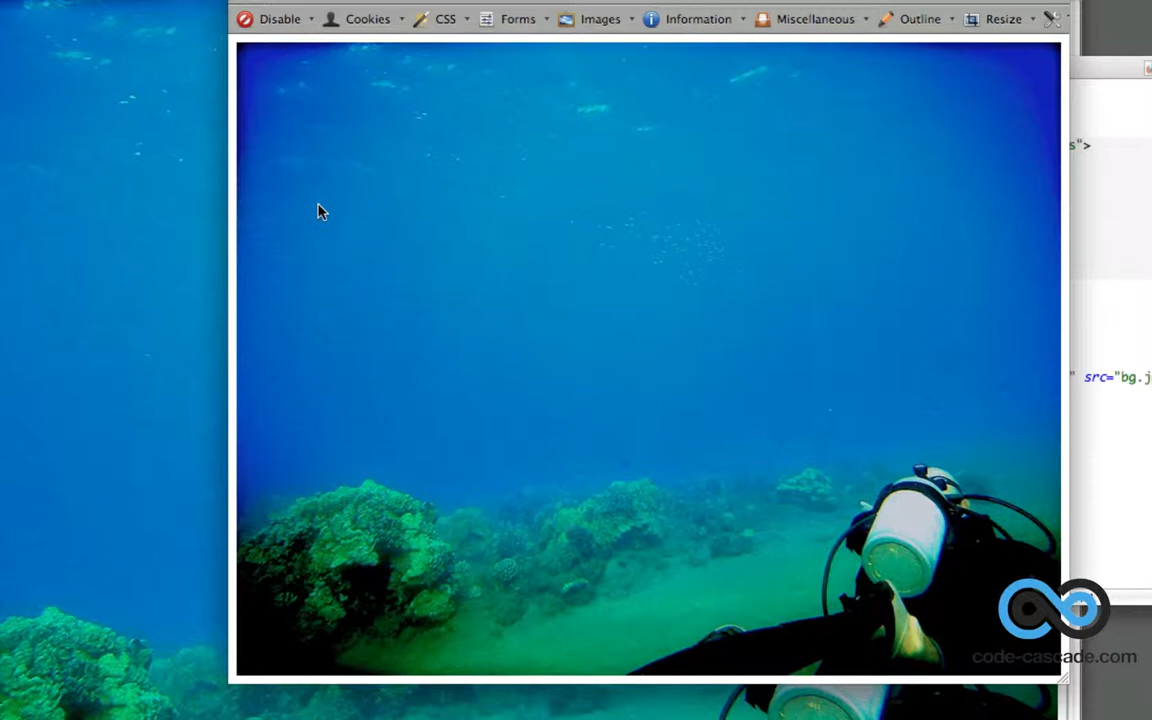 Disable Cookies CSS Forms Images Information Miscellaneous Outline Resize
s">
" src="bg.j
code-cascade.com